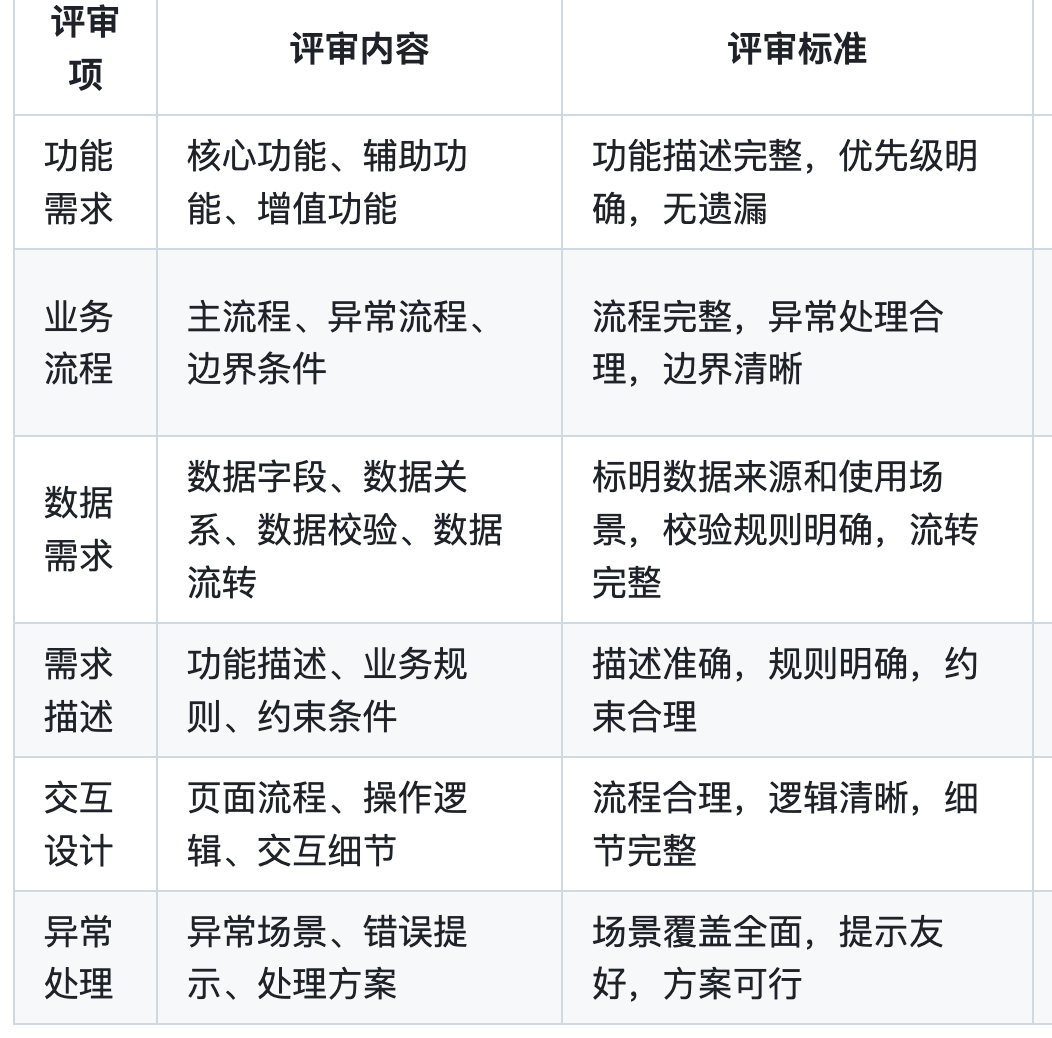 评审
项
评审内容
评审标准
功能
需求
核心功能、辅助功
能、增值功能
功能描述完整，优先级明
确，无遗漏
业务
流程
主流程、异常流程、
边界条件
流程完整，异常处理合
理，边界清晰
数据
需求
数据字段、数据关
系、数据校验、数据
流转
标明数据来源和使用场
景，校验规则明确，流转
完整
需求
描述
功能描述、业务规
则、约束条件
描述准确，规则明确，约
束合理
交互
设计
页面流程、操作逻
辑、交互细节
流程合理，逻辑清晰，细
节完整
异常
处理
异常场景、错误提
示、处理方案
场景覆盖全面，提示友
好，方案可行